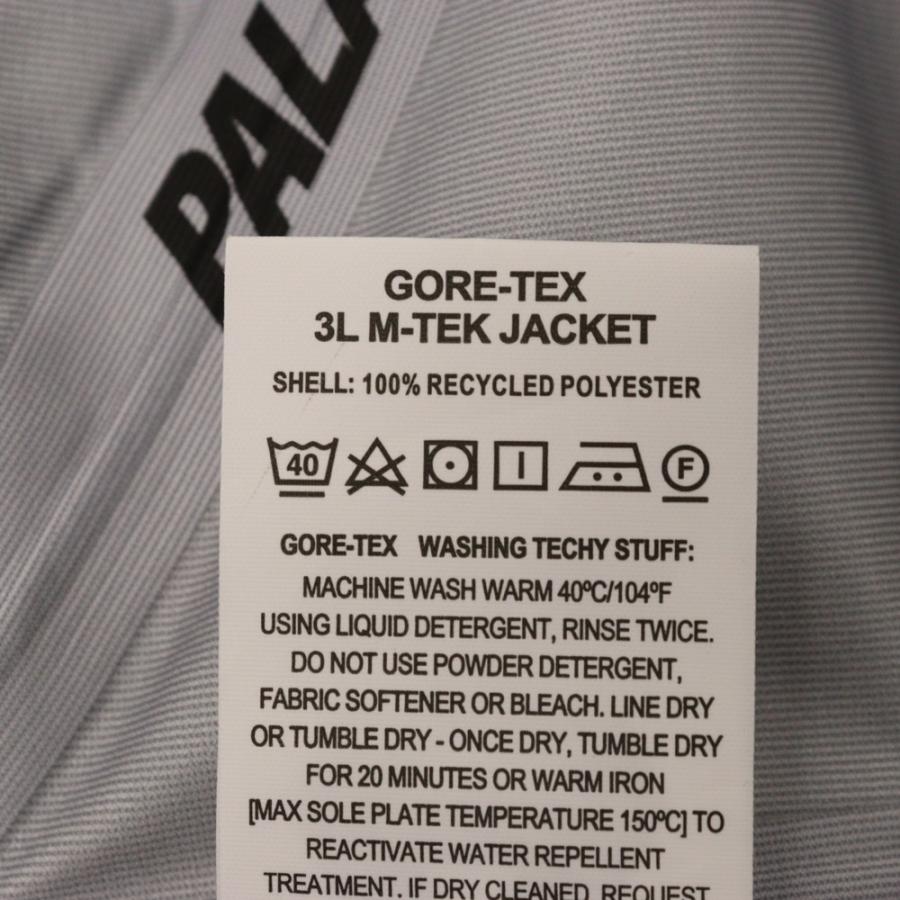 PALA
GORE-TEX
3L M-TEK JACKET
SHELL: 100% RECYCLED POLYESTER
40
F
GORE-TEX WASHING TECHY STUFF:
MACHINE WASH WARM 40ºC/104ºF
USING LIQUID DETERGENT, RINSE TWICE.
DO NOT USE POWDER DETERGENT,
FABRIC SOFTENER OR BLEACH. LINE DRY
OR TUMBLE DRY - ONCE DRY, TUMBLE DRY
FOR 20 MINUTES OR WARM IRON
[MAX SOLE PLATE TEMPERATURE 150ºC] TO
REACTIVATE WATER REPELLENT
TREATMENT. IF DRY CLEANED, REQUEST